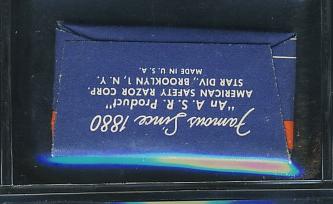 Famous Since 1880
"An A. S. R. Product"
AMERICAN SAFETY RAZOR CORP.
STAR DIV., BROOKLYN 1, N. Y.
MADE IN U. S. A.